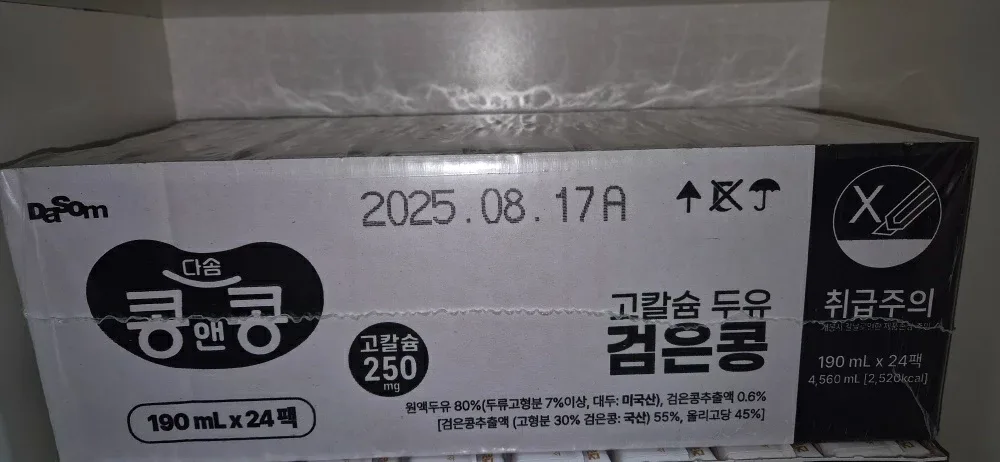 DaSom
2025.08.17A
다솜
콩앤콩
고칼슘
250
mg
190 mL x 24 팩
고칼슘 두유
검은콩
원액두유 80%(두류고형분 7%이상, 대두: 미국산), 검은콩추출액 0.6%
[검은콩추출액 (고형분 30% 검은콩: 국산) 55%, 올리고당 45%]
X
취급주의
190 mL x 24팩
4,560 mL [2,520kcal]